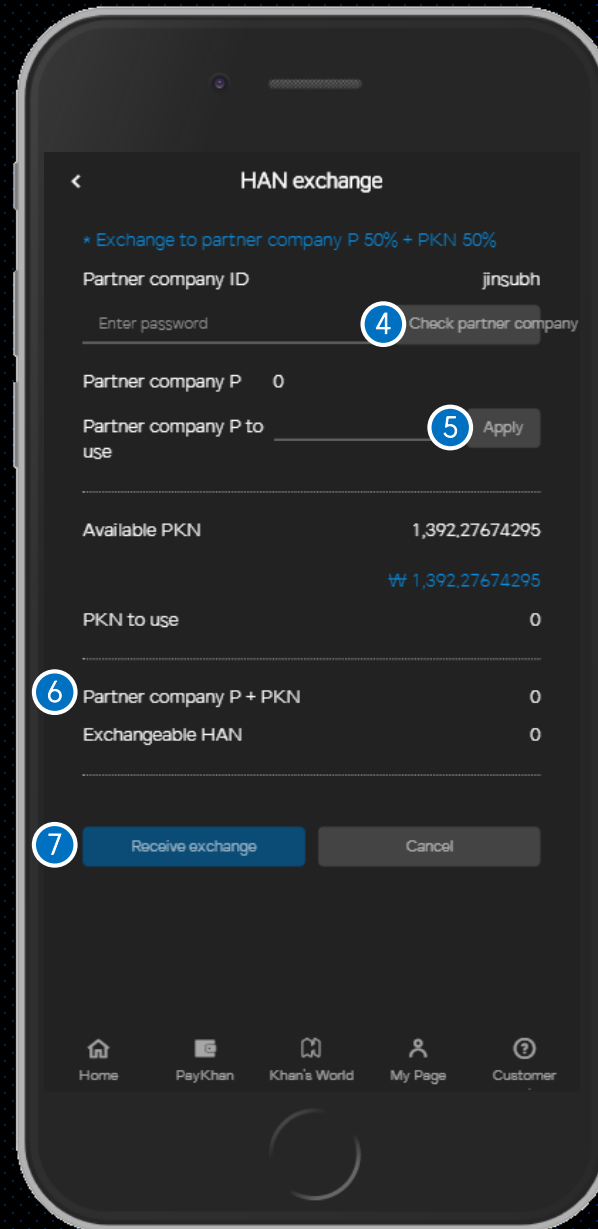 HAN exchange
* Exchange to partner company P 50% + PKN 50%
Partner company ID jinsubh
Enter password 4 Check partner company
Partner company P 0
Partner company P to
use
5 Apply
Available PKN 1,392,27674295
₩ 1,392,27674295
PKN to use 0
6 Partner company P + PKN 0
Exchangeable HAN 0
7 Receive exchange Cancel
Home PayKhan Khan's World My Page Customer